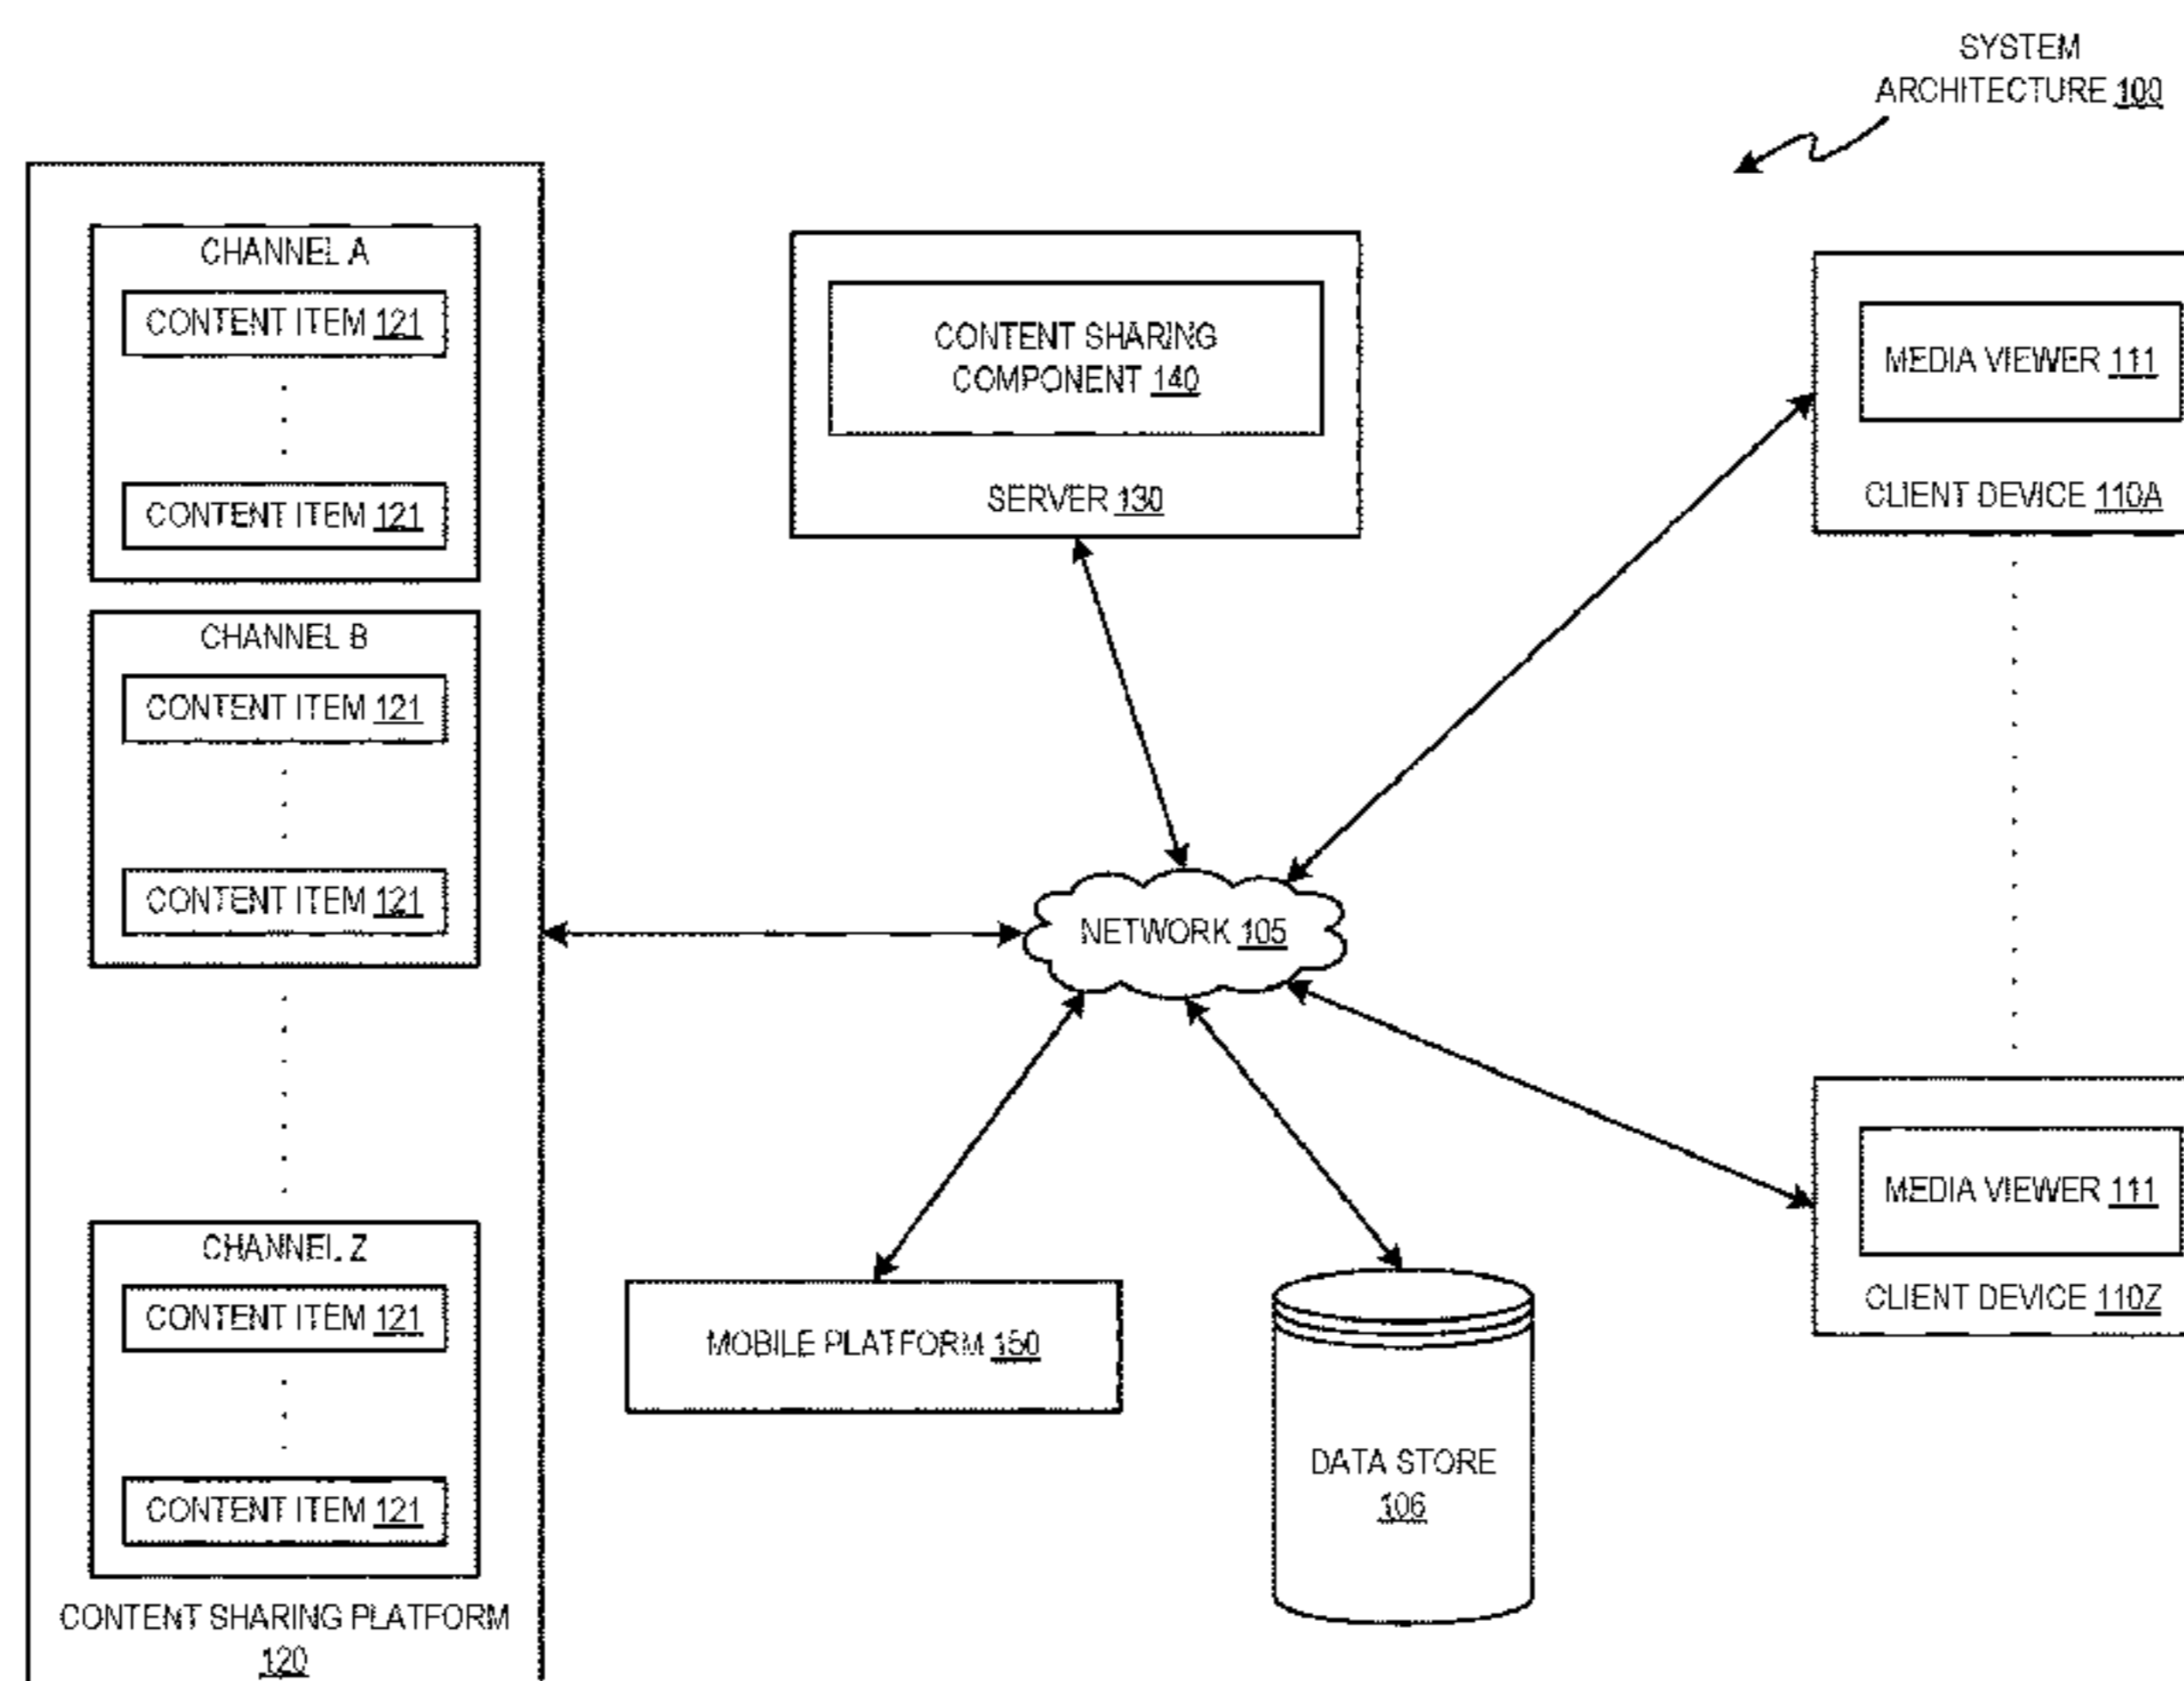 SYSTEM
ARCHITECTURE 100
CHANNEL A
CONTENT ITEM 121
CONTENT ITEM 121
CHANNEL B
CONTENT ITEM 121
CONTENT ITEM 121
CHANNEL Z
CONTENT ITEM 121
CONTENT ITEM 121
CONTENT SHARING PLATFORM
120
CONTENT SHARING
COMPONENT 140
SERVER 130
NETWORK 105
MOBILE PLATFORM 150
DATA STORE
106
MEDIA VIEWER 111
CLIENT DEVICE 110A
MEDIA VIEWER 111
CLIENT DEVICE 110Z